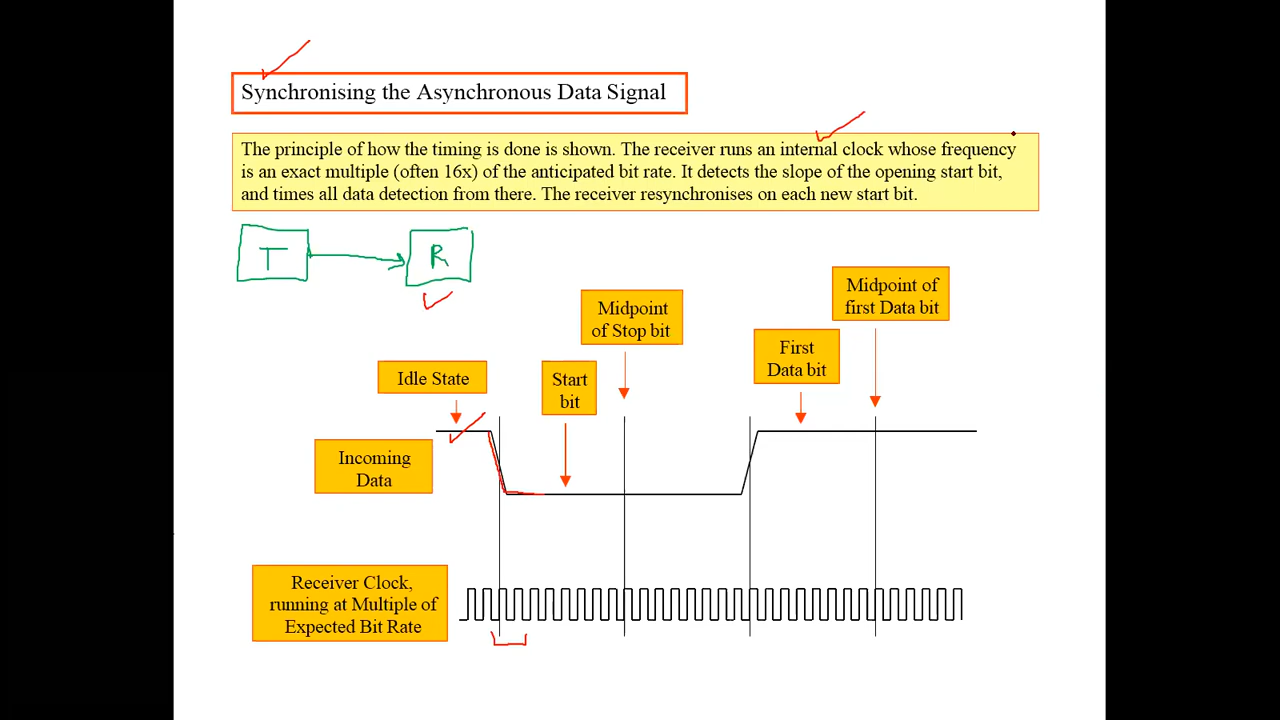 Synchronising the Asynchronous Data Signal
The principle of how the timing is done is shown. The receiver runs an internal clock whose frequency
is an exact multiple (often 16x) of the anticipated bit rate. It detects the slope of the opening start bit,
and times all data detection from there. The receiver resynchronises on each new start bit.
T
R
Midpoint of
first Data bit
Midpoint
of Stop bit
First
Data bit
Idle State
Start
bit
Incoming
Data
Receiver Clock,
running at Multiple of
Expected Bit Rate